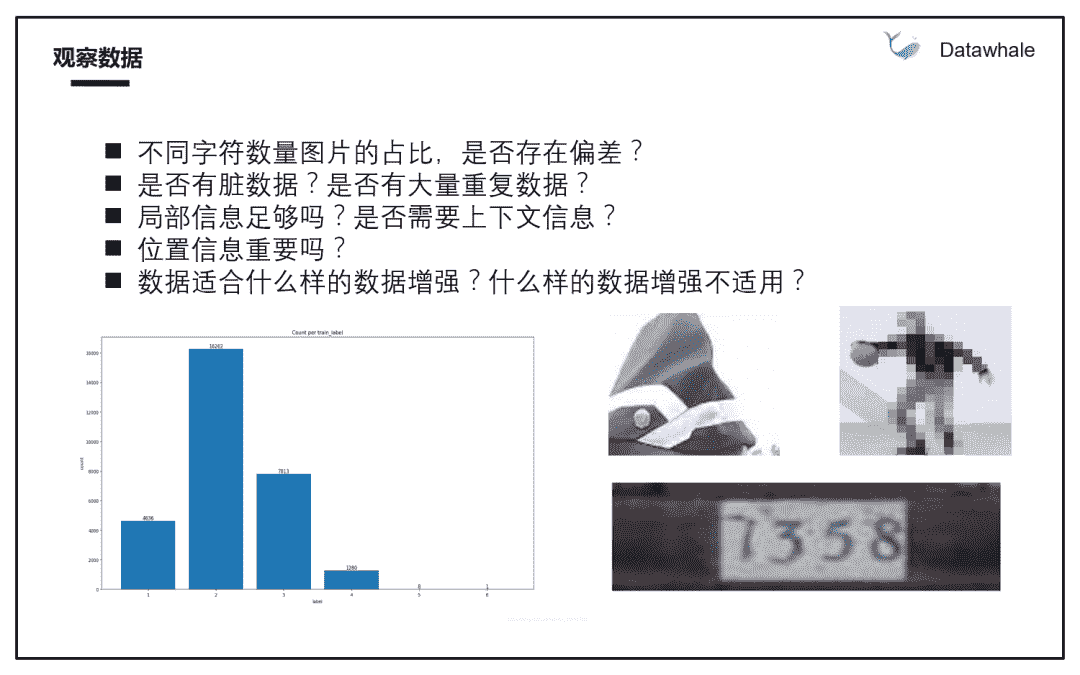 观察数据
Datawhale
■ 不同字符数量图片的占比，是否存在偏差？
■ 是否有脏数据？是否有大量重复数据？
■ 局部信息足够吗？是否需要上下文信息？
■ 位置信息重要吗？
■ 数据适合什么样的数据增强？什么样的数据增强不适用？
Count per train_label
16000
14000
12000
10000
8000
6000
4000
2000
0
count
4636
16262
7813
1280
8
1
1
2
3
4
5
6
label
7358